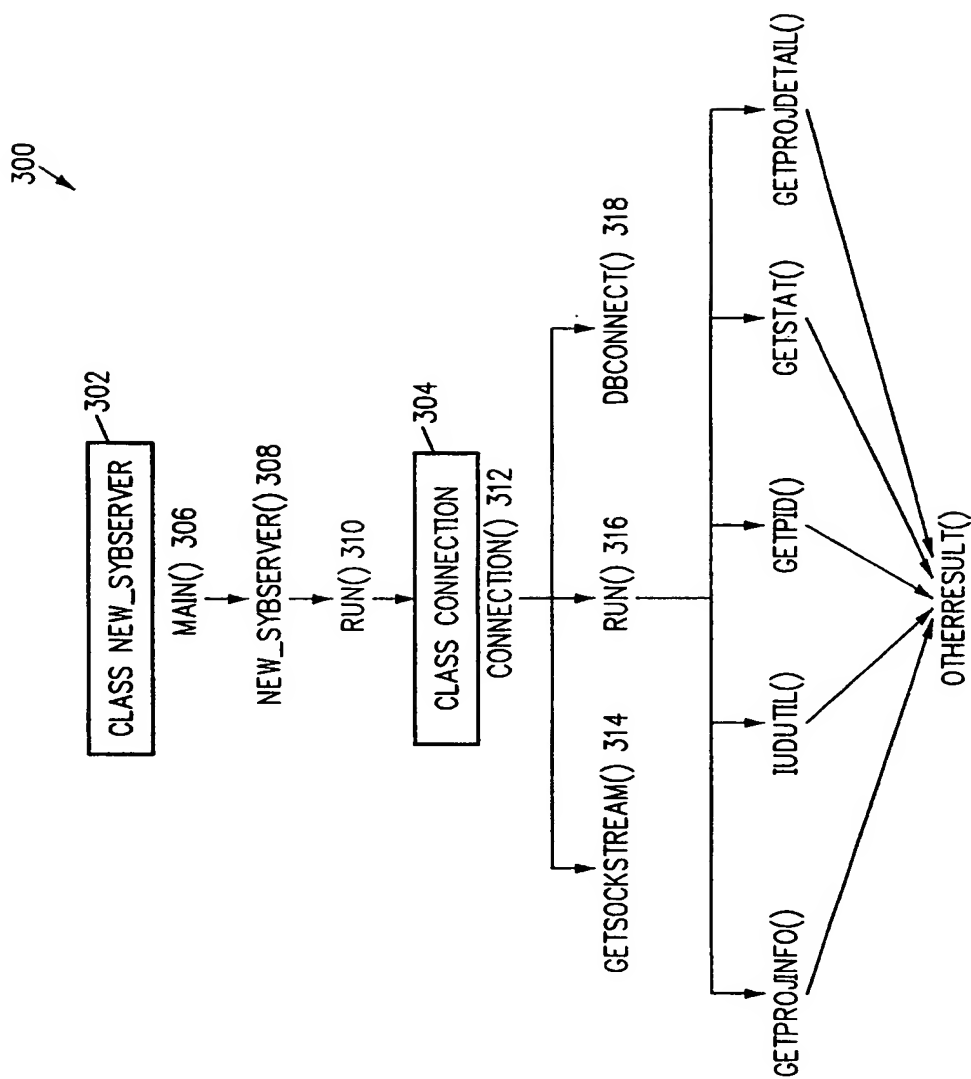 300
302
CLASS NEW_SYBSERVER
MAIN() 306
NEW_SYBSERVER() 308
RUN() 310
304
CLASS CONNECTION
CONNECTION() 312
GETSOCKSTREAM() 314
RUN() 316
DBCONNECT() 318
GETPROJINFO()
IUDUTIL()
GETPID()
GETSTAT()
GETPROJDETAIL()
OTHERRESULT()